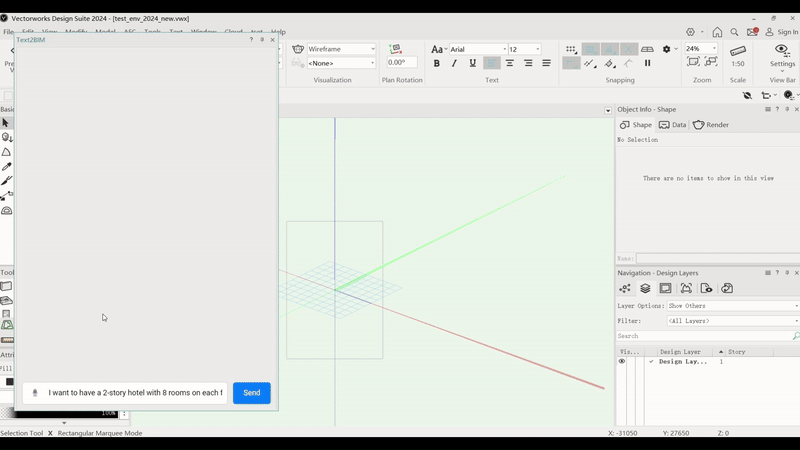 Vectorworks Design Suite 2024 - [test_env_2024_new.vwx]
File Edit View Modify Model AEC Tools Text Window Cloud Help
Sign In
Text2BIM
Wireframe
<None>
Visualization
0.00°
Plan Rotation
Aa
Arial
12
B I U
Text
Snapping
24%
Zoom
1:50
Scale
Settings
View Bar
Basic
Object Info - Shape
Shape Data Render
No Selection
There are no items to show in this view
Name:
Navigation - Design Layers
Layer Options: Show Others
Filter: <All Layers>
Search
Vis... Design Layer Story
Design Lay... 1
Tool
Attri
Fill
I want to have a 2-story hotel with 8 rooms on each f
Send
100%
Selection Tool X Rectangular Marquee Mode
X: -31050 Y: 27650 Z: 0